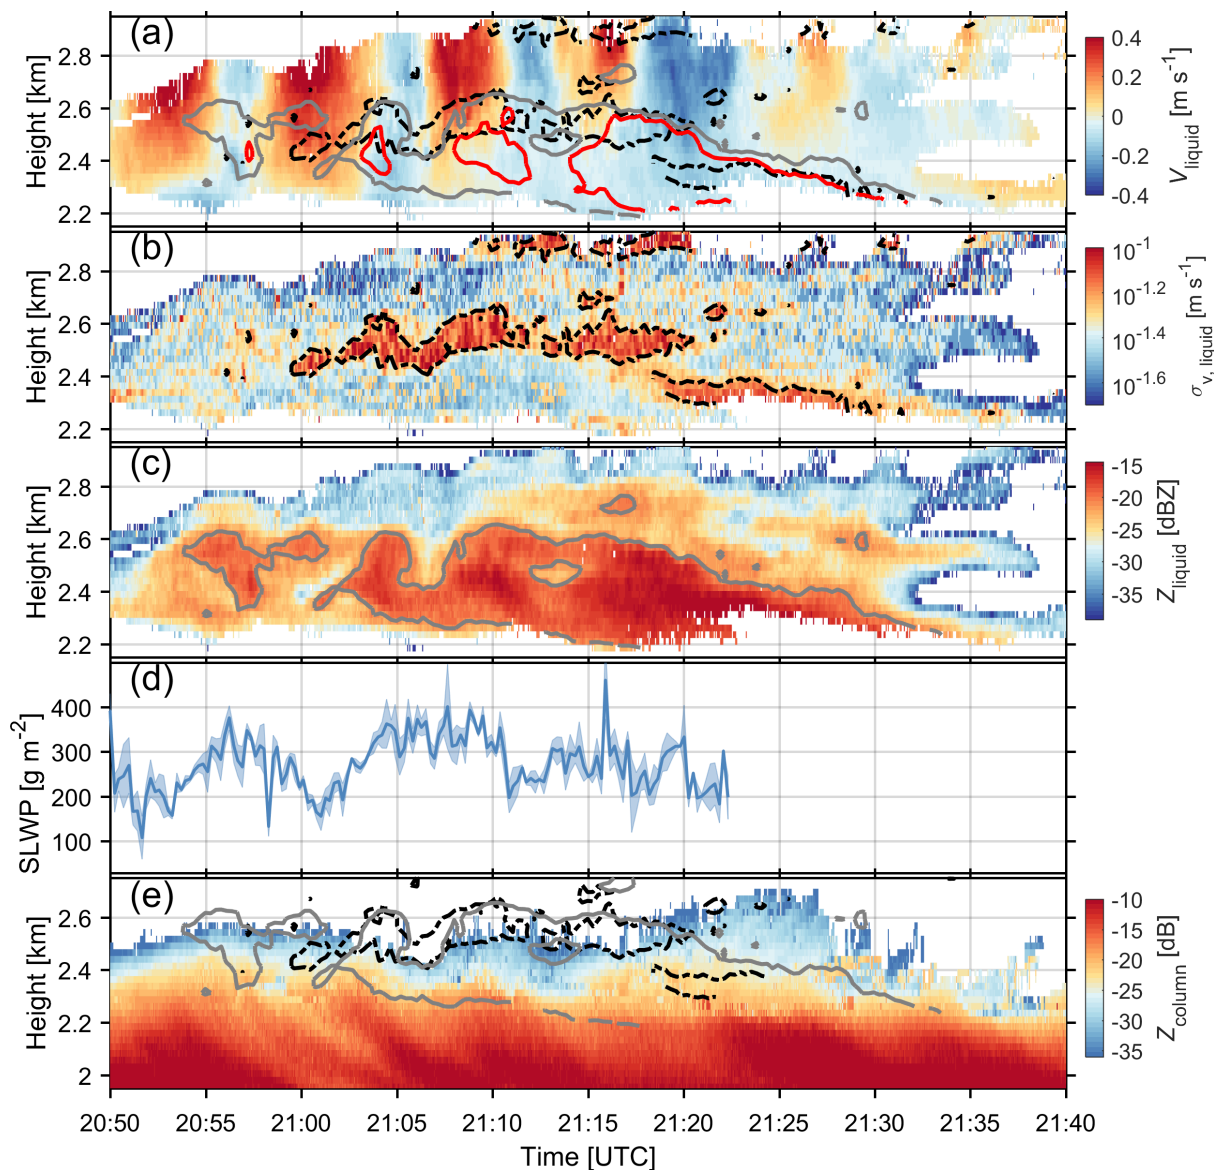 (a)
Height [km]
2.8
2.6
2.4
2.2
0.4
0.2
0
-0.2
-0.4
V_liquid [m s^-1]
(b)
Height [km]
2.8
2.6
2.4
2.2
10^-1
10^-1.2
10^-1.4
10^-1.6
σ_v, liquid [m s^-1]
(c)
Height [km]
2.8
2.6
2.4
2.2
-15
-20
-25
-30
-35
Z_liquid [dBZ]
(d)
SLWP [g m^-2]
400
300
200
100
(e)
Height [km]
2.6
2.4
2.2
2
-10
-15
-20
-25
-30
-35
Z_column [dB]
20:50 20:55 21:00 21:05 21:10 21:15 21:20 21:25 21:30 21:35 21:40
Time [UTC]